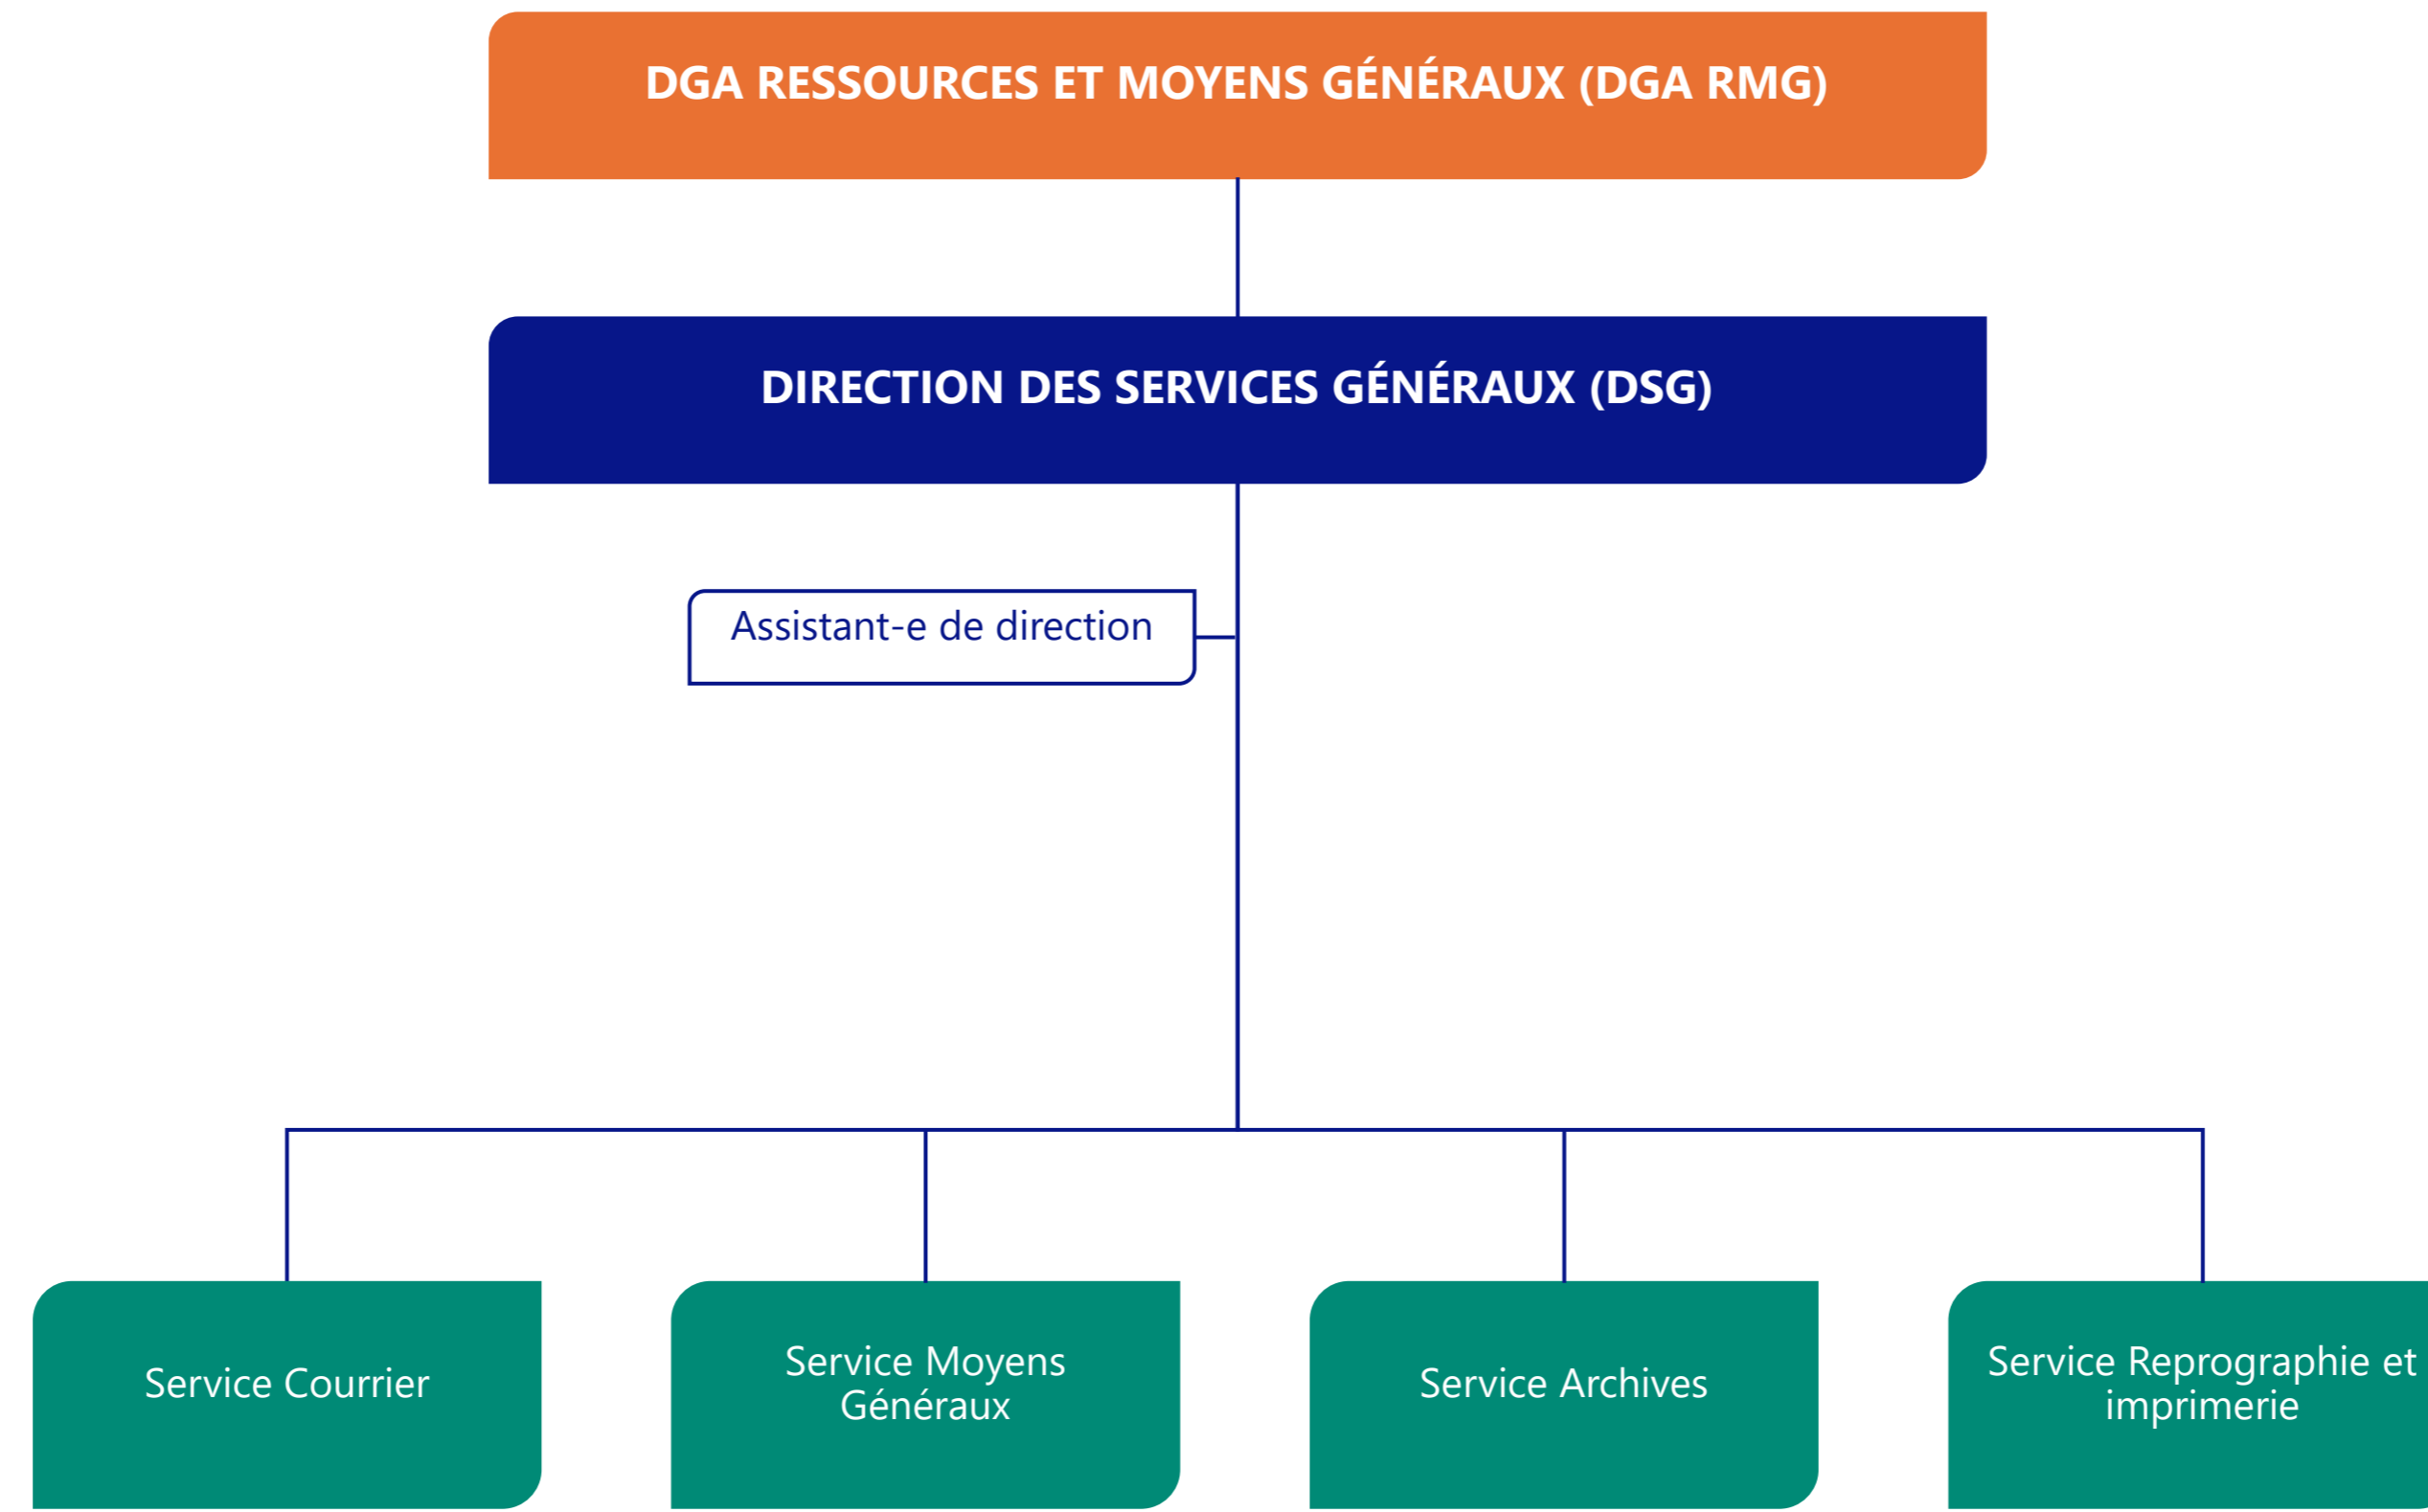 DGA RESSOURCES ET MOYENS GÉNÉRAUX (DGA RMG)
DIRECTION DES SERVICES GÉNÉRAUX (DSG)
Assistant-e de direction
Service Courrier
Service Moyens
Généraux
Service Archives
Service Reprographie et
imprimerie